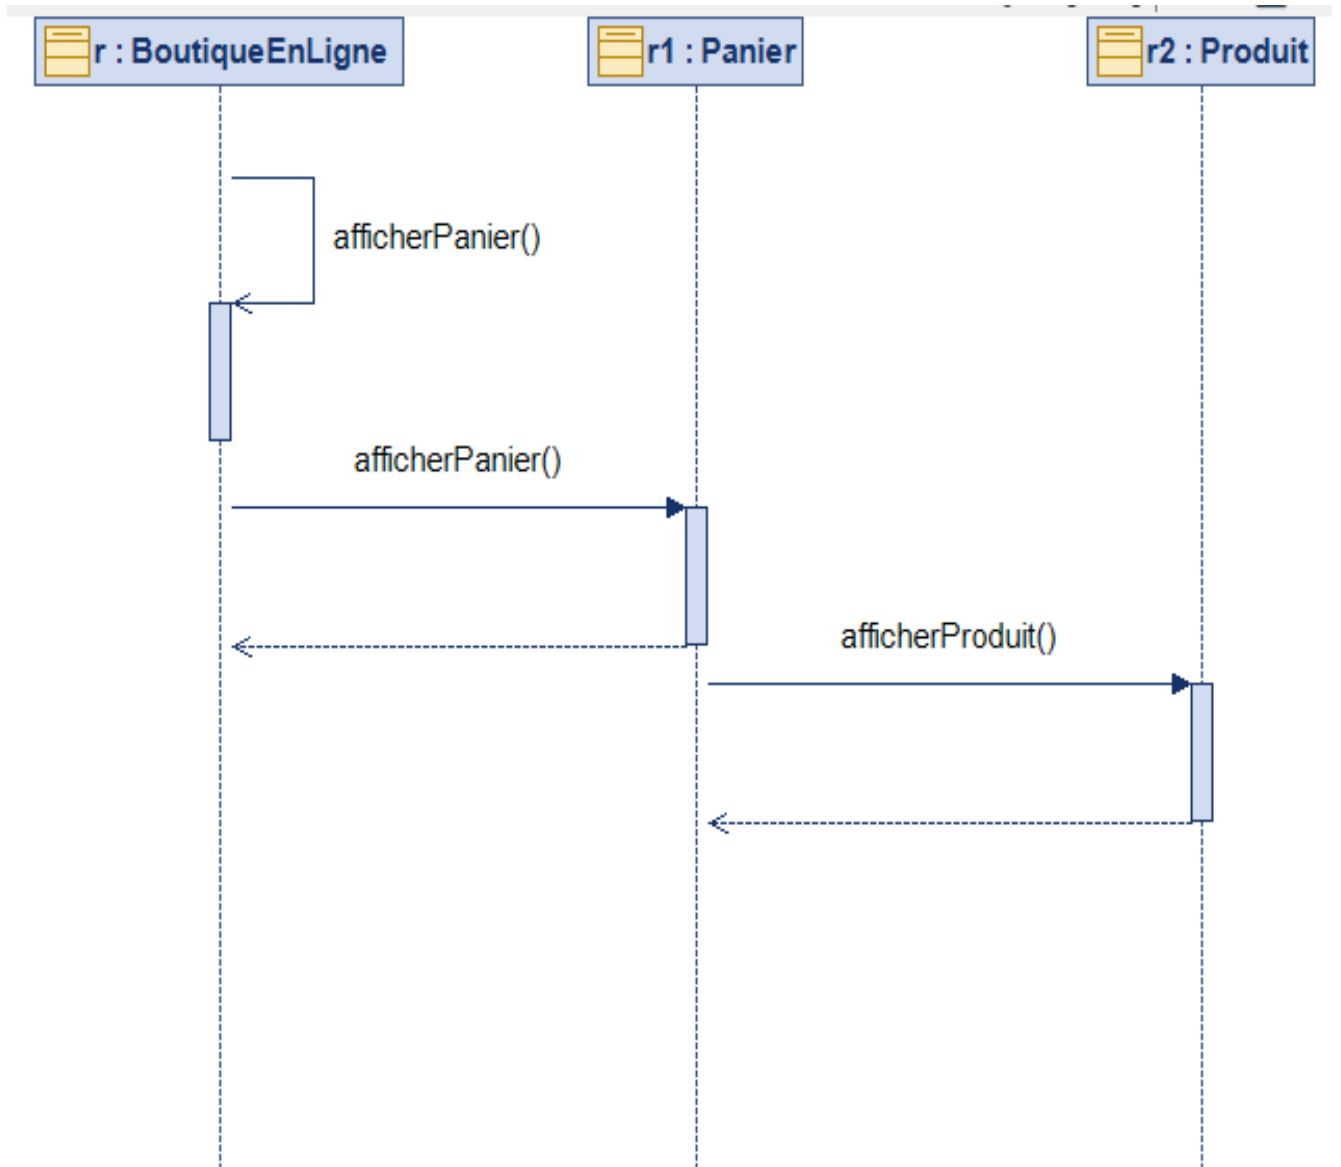 r : BoutiqueEnLigne
r1 : Panier
r2 : Produit
afficherPanier()
afficherPanier()
afficherProduit()